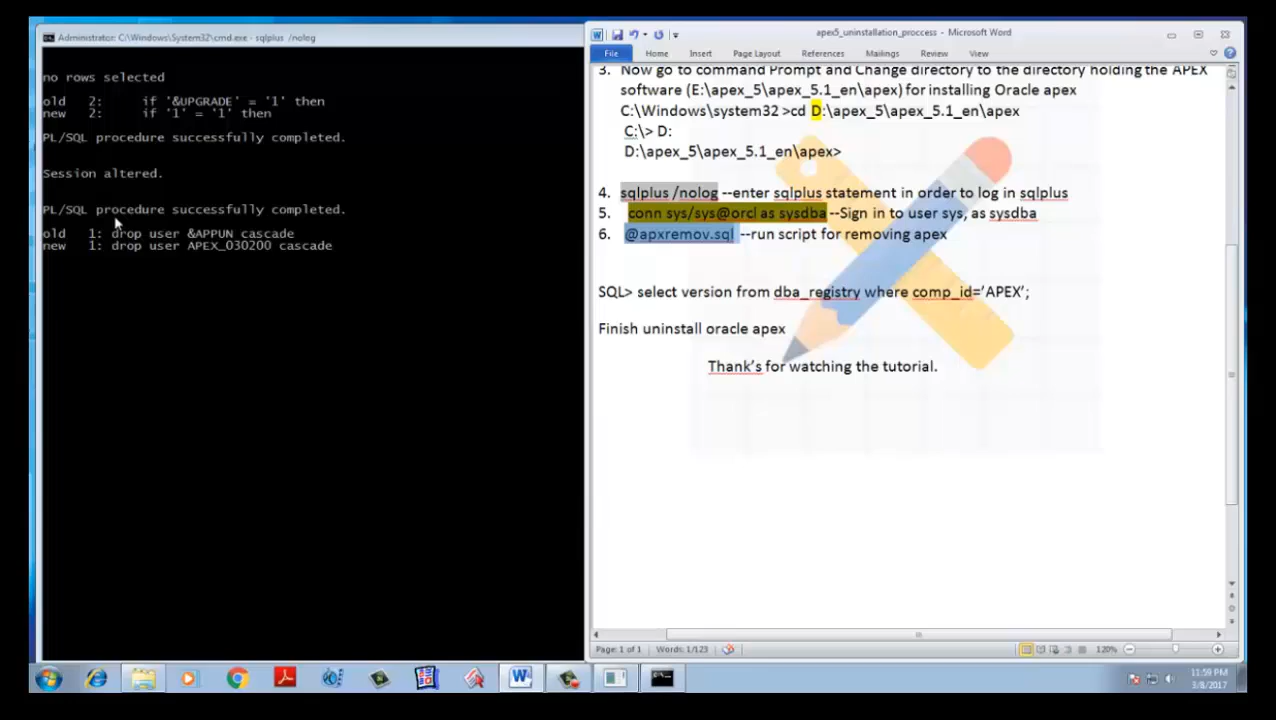 Administrator: C:\Windows\System32\cmd.exe - sqlplus /nolog
no rows selected
old 2: if '&UPGRADE' = '1' then
new 2: if '1' = '1' then
PL/SQL procedure successfully completed.
Session altered.
PL/SQL procedure successfully completed.
old 1: drop user &APPUN cascade
new 1: drop user APEX_030200 cascade
apex5_uninstallation_proccess - Microsoft Word
File Home Insert Page Layout References Mailings Review View
3. Now go to command Prompt and Change directory to the directory holding the APEX
software (E:\apex_5\apex_5.1_en\apex) for installing Oracle apex
C:\Windows\system32 >cd D:\apex_5\apex_5.1_en\apex
C:\> D:
D:\apex_5\apex_5.1_en\apex>
4. sqlplus /nolog --enter sqlplus statement in order to log in sqlplus
5. conn sys/sys@orcl as sysdba --Sign in to user sys, as sysdba
6. @apxremov.sql --run script for removing apex
SQL> select version from dba_registry where comp_id='APEX';
Finish uninstall oracle apex
Thank's for watching the tutorial.
Page: 1 of 1 Words: 1/123 120%
11:59 PM
3/8/2017